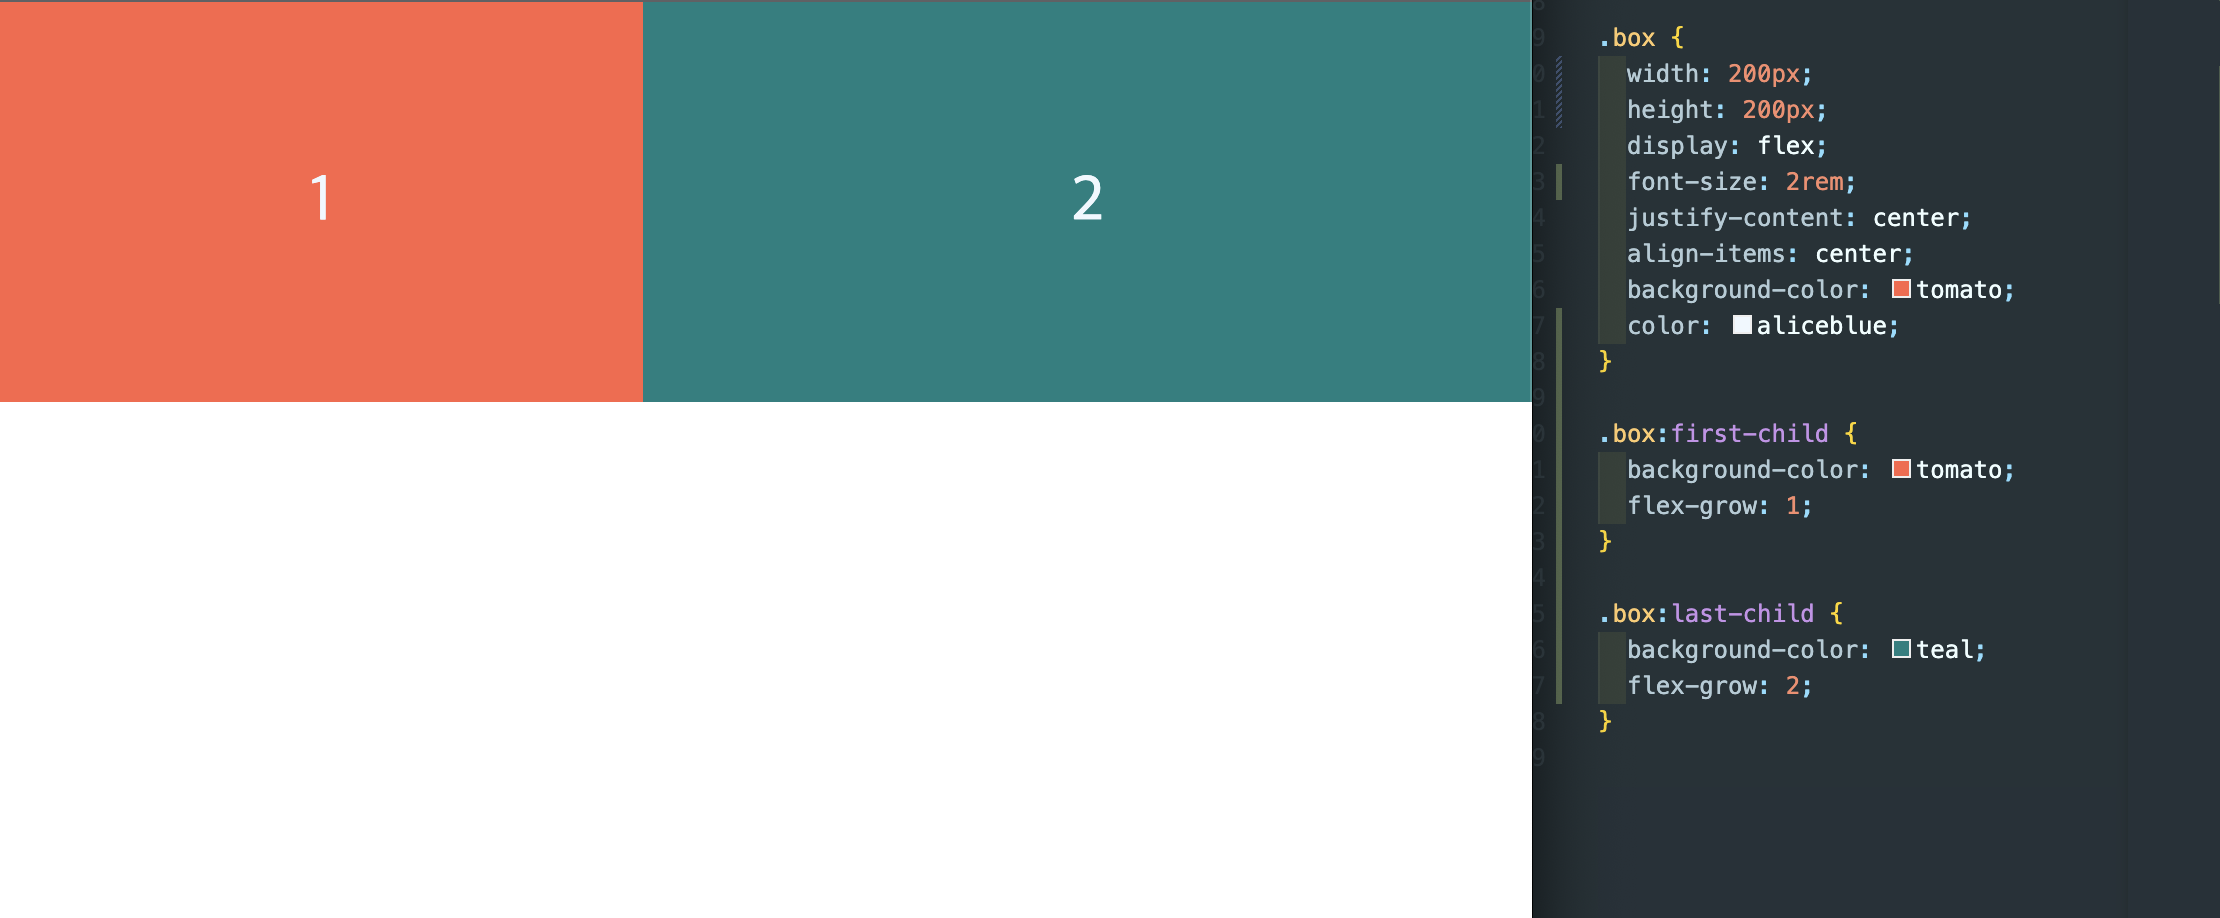 1
2
.box {
width: 200px;
height: 200px;
display: flex;
font-size: 2rem;
justify-content: center;
align-items: center;
background-color: tomato;
color: aliceblue;
}
.box:first-child {
background-color: tomato;
flex-grow: 1;
}
.box:last-child {
background-color: teal;
flex-grow: 2;
}